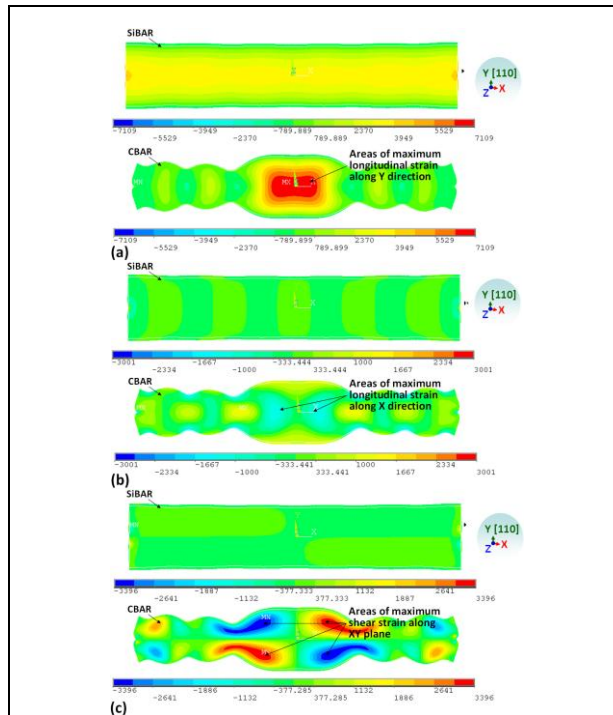 SiBAR
Y [110]
Z X
-7109 -3949 -789.899 2370 5529
-5529 -2370 789.889 3949 7109
CBAR
Areas of maximum
longitudinal strain
along Y direction
MX
-7109 -3949 -789.899 2370 5529
-5529 -2370 789.889 3949 7109
(a)
SiBAR
Y [110]
Z X
X
-3001 -1667 -333.441 1000 2334
-2334 -1000 333.444 1667 3001
CBAR
Areas of maximum
longitudinal strain
along X direction
-3001 -1667 -333.441 1000 2334
-2334 -1000 333.441 1667 3001
(b)
SiBAR
Y [110]
Z X
Y
X
-3396 -1887 -377.333 1132 2641
-2641 -1132 377.333 1887 3396
CBAR
Areas of maximum
shear strain along
XY plane
-3396 -1886 -377.285 1132 2641
-2641 -1132 377.285 1886 3396
(c)